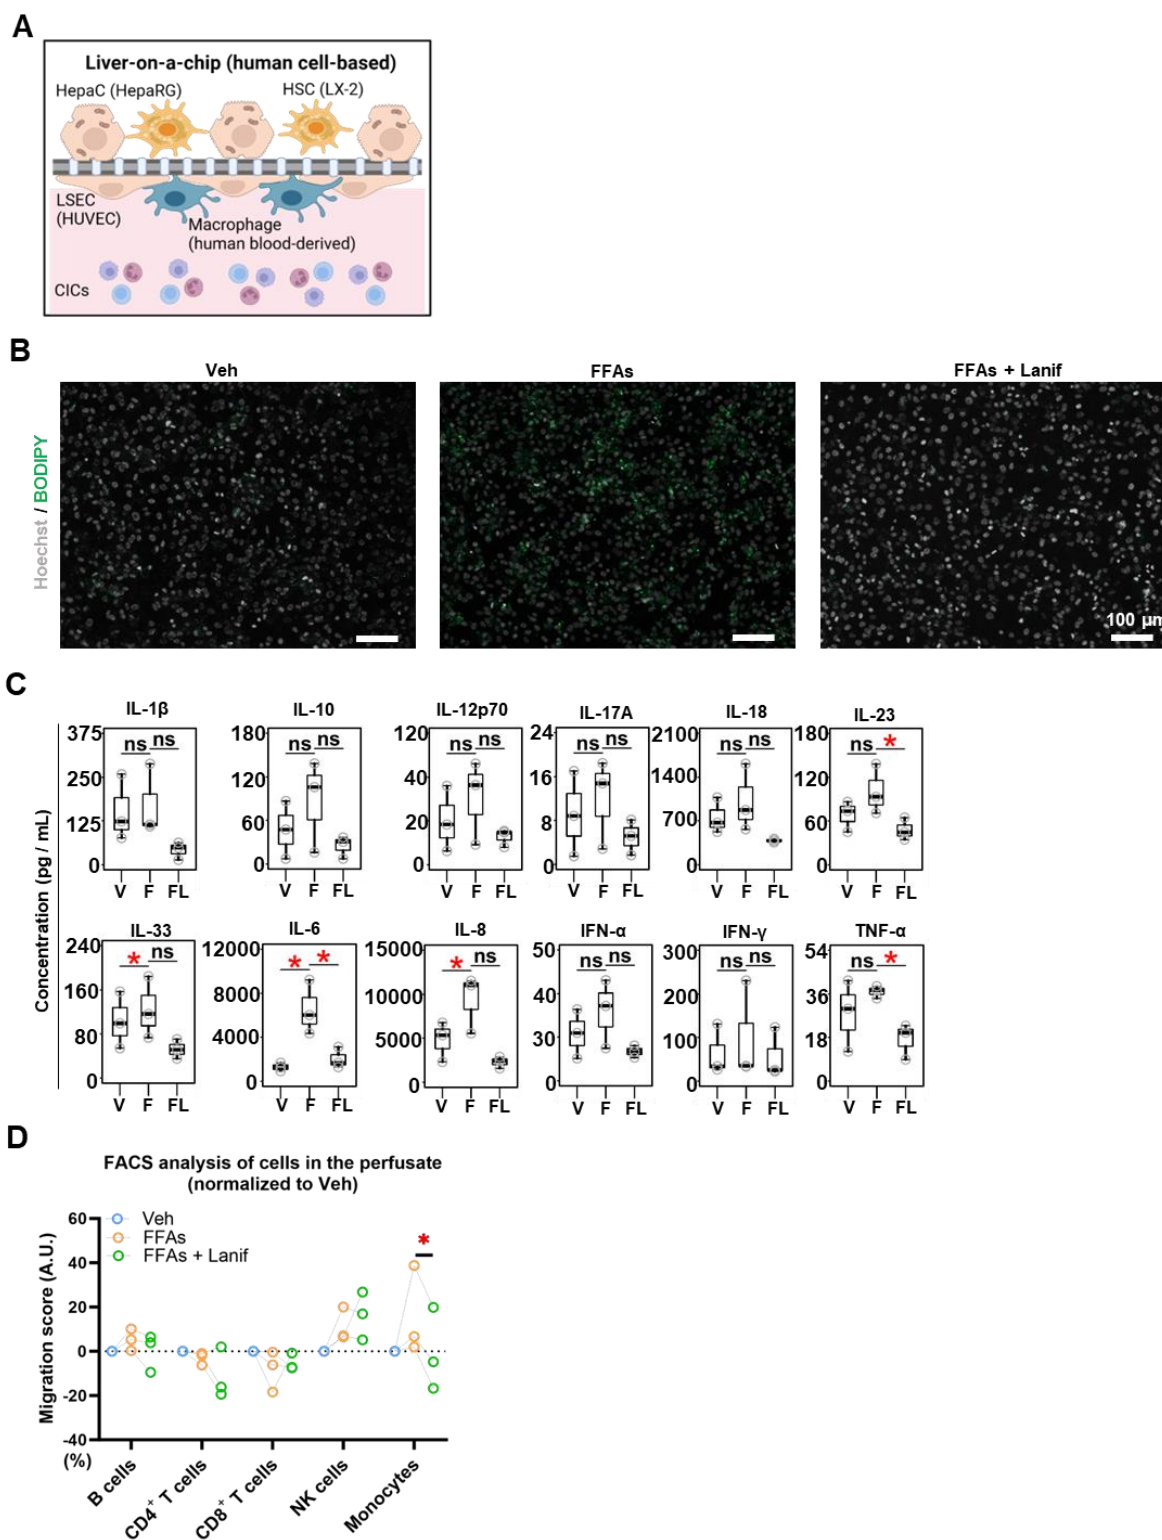 A
Liver-on-a-chip (human cell-based)
HepaC (HepaRG) HSC (LX-2)
LSEC
(HUVEC)
Macrophage
(human blood-derived)
CICs
B
Veh FFAs FFAs + Lanif
Hoechst / BODIPY
100 μm
C
Concentration (pg / mL)
IL-1β IL-10 IL-12p70 IL-17A IL-18 IL-23
375 180 120 24 2100 180
ns ns ns ns ns ns ns ns ns ns ns *
250 120 80 16 1400 120
125 60 40 8 700 60
0 0 0 0 0 0
V F FL V F FL V F FL V F FL V F FL V F FL
IL-33 IL-6 IL-8 IFN-α IFN-γ TNF-α
240 12000 15000 50 300 54
* ns * * * ns ns ns ns ns ns *
160 8000 10000 40 200 36
80 4000 5000 30 100 18
0 0 0 0 0 0
V F FL V F FL V F FL V F FL V F FL V F FL
D
FACS analysis of cells in the perfusate
(normalized to Veh)
Migration score (A.U.)
60
40
20
0
-20
-40
(%)
Veh
FFAs
FFAs + Lanif
*
B cells
CD4+ T cells
CD8+ T cells
NK cells
Monocytes